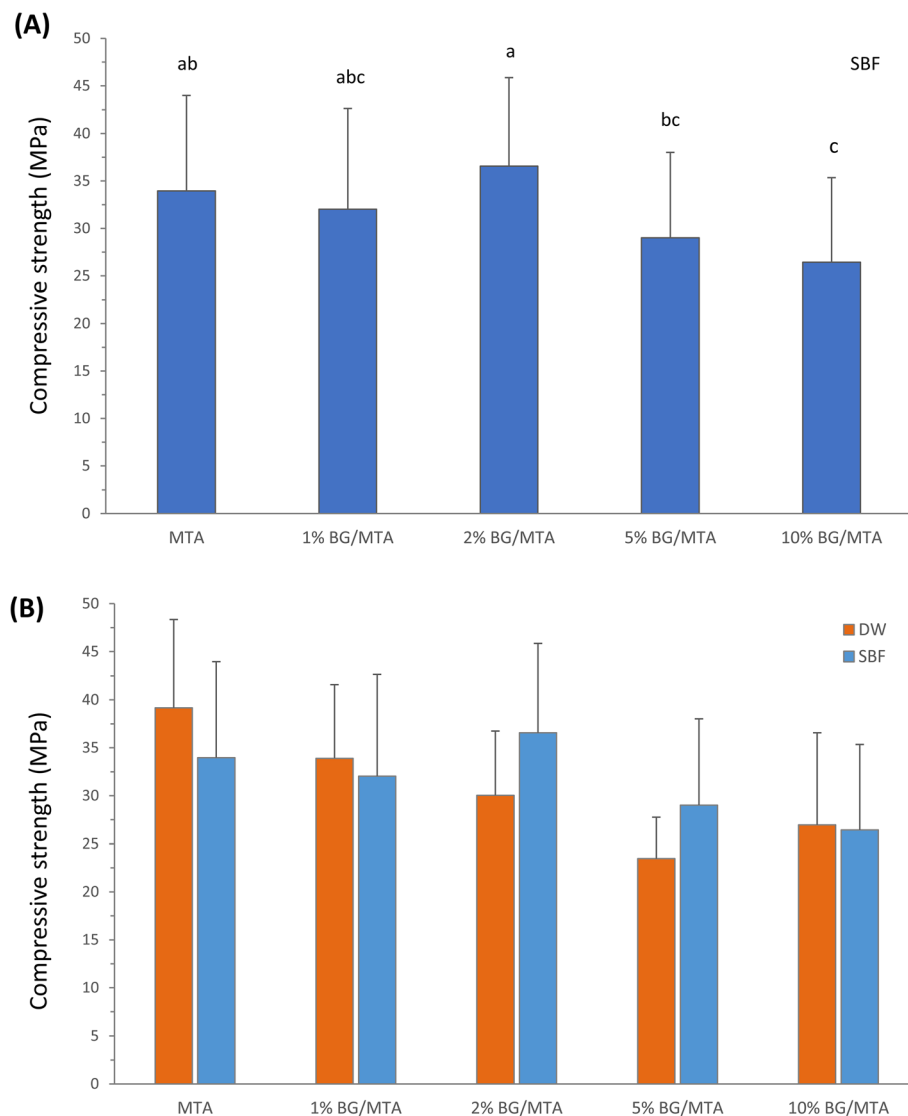 (A)
Compressive strength (MPa)
50
45
40
35
30
25
20
15
10
5
0
ab
abc
a
bc
c
SBF
MTA 1% BG/MTA 2% BG/MTA 5% BG/MTA 10% BG/MTA
(B)
Compressive strength (MPa)
50
45
40
35
30
25
20
15
10
5
0
DW
SBF
MTA 1% BG/MTA 2% BG/MTA 5% BG/MTA 10% BG/MTA